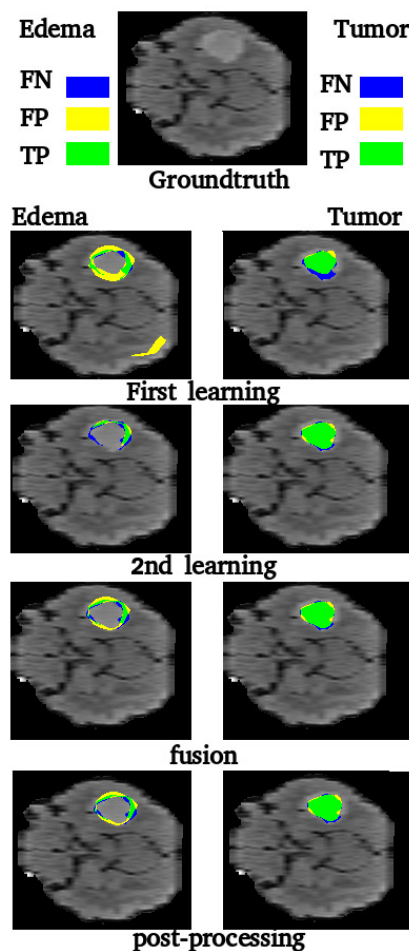 Edema Tumor
FN FN
FP FP
TP TP
Groundtruth
Edema Tumor
First learning
2nd learning
fusion
post-processing